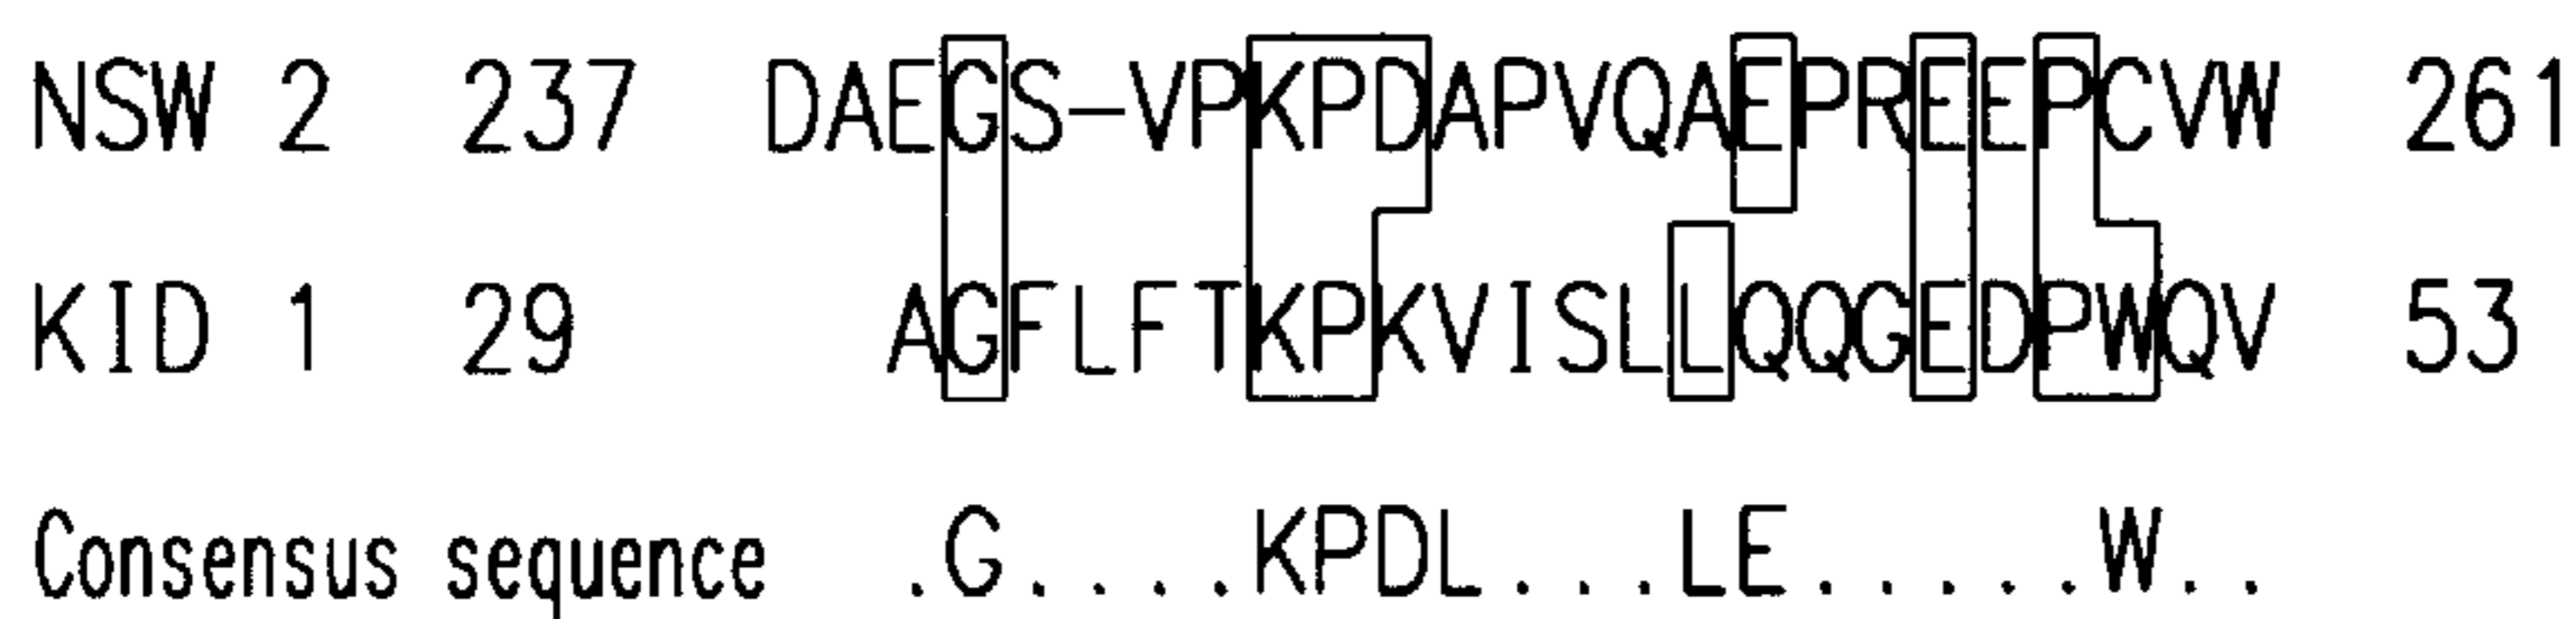 NSW 2 237 DAEGS-VPKPDAPVQAEPREEPCVW 261
KID 1 29 AGFLFTKPKVISLLQQGEDPWQV 53
Consensus sequence .G....KPDL...LE.....W..